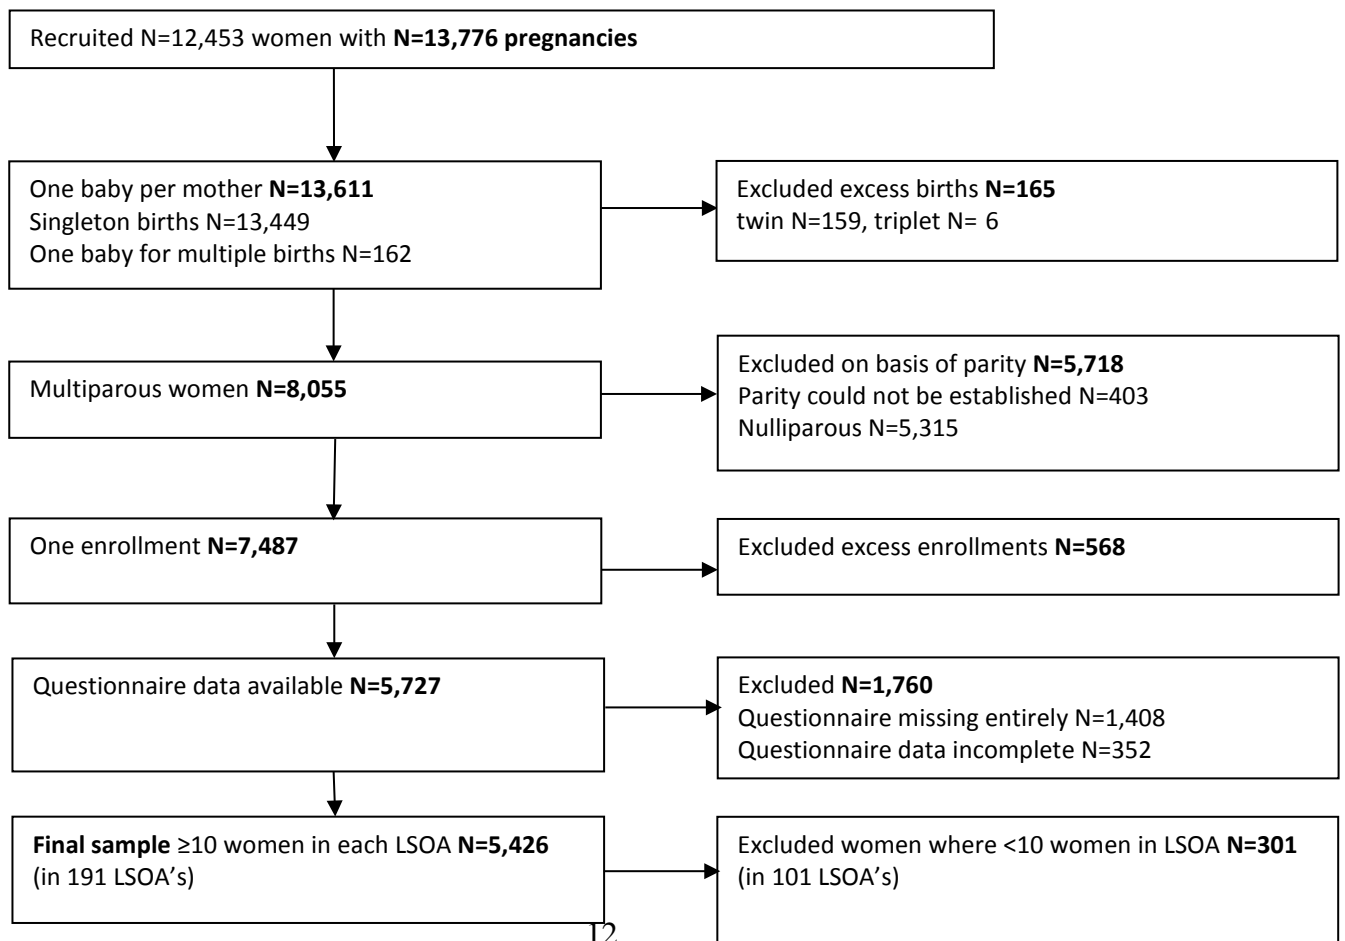 Recruited N=12,453 women with N=13,776 pregnancies
One baby per mother N=13,611
Singleton births N=13,449
One baby for multiple births N=162
Excluded excess births N=165
twin N=159, triplet N= 6
Multiparous women N=8,055
Excluded on basis of parity N=5,718
Parity could not be established N=403
Nulliparous N=5,315
One enrollment N=7,487
Excluded excess enrollments N=568
Questionnaire data available N=5,727
Excluded N=1,760
Questionnaire missing entirely N=1,408
Questionnaire data incomplete N=352
Final sample ≥10 women in each LSOA N=5,426
(in 191 LSOA’s)
Excluded women where <10 women in LSOA N=301
(in 101 LSOA’s)
12